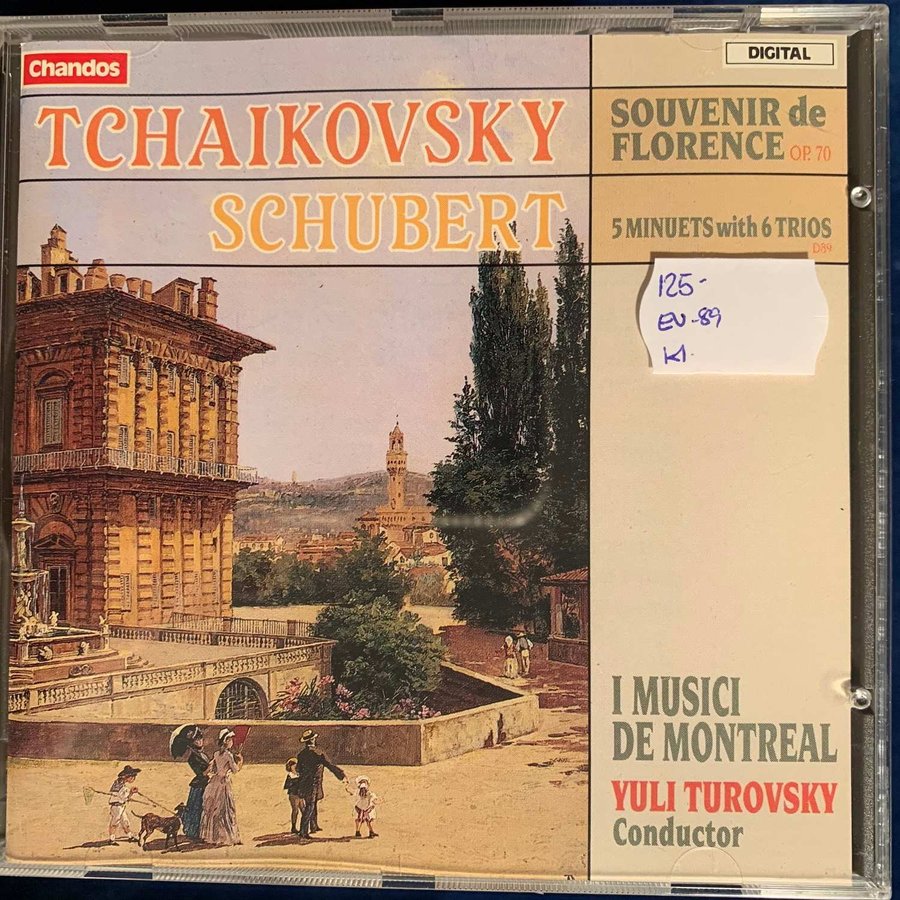 Chandos
DIGITAL
TCHAIKOVSKY
SCHUBERT
SOUVENIR de
FLORENCE OP. 70
5 MINUETS with 6 TRIOS
D89
125-
EU-89
K1.
I MUSICI
DE MONTREAL
YULI TUROVSKY
Conductor